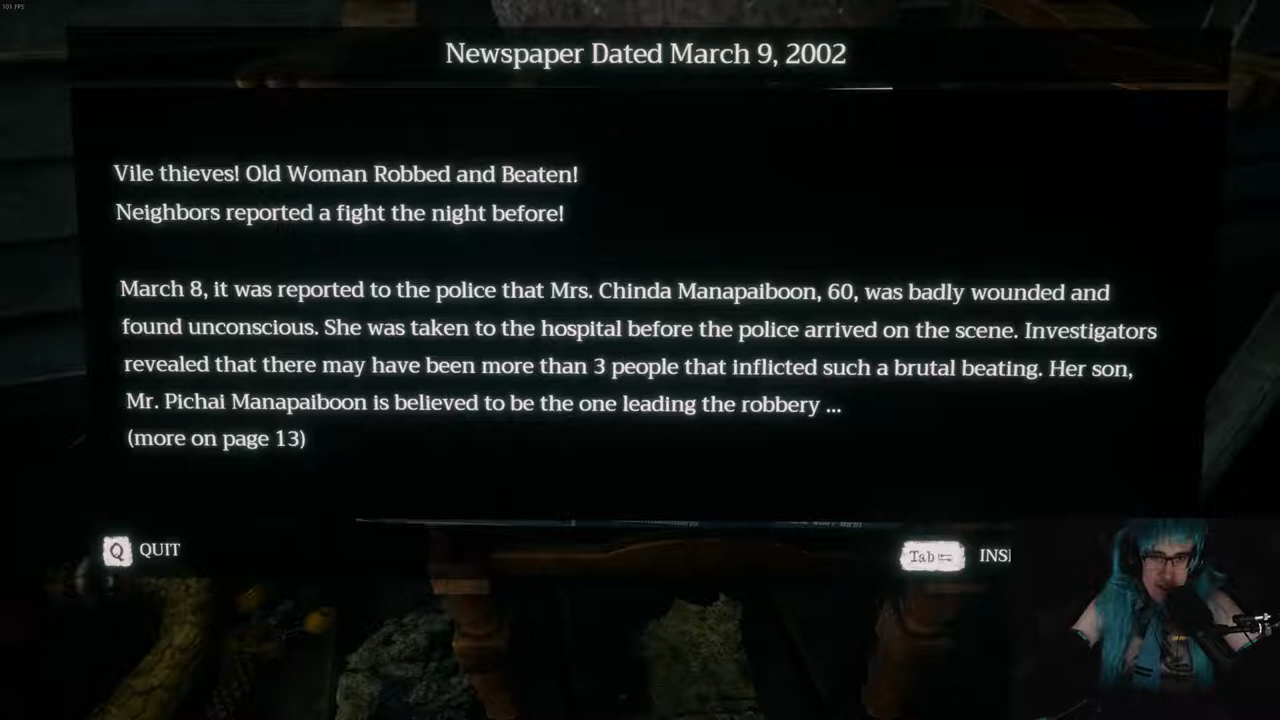 101 FPS
Newspaper Dated March 9, 2002
Vile thieves! Old Woman Robbed and Beaten!
Neighbors reported a fight the night before!
March 8, it was reported to the police that Mrs. Chinda Manapaiboon, 60, was badly wounded and
found unconscious. She was taken to the hospital before the police arrived on the scene. Investigators
revealed that there may have been more than 3 people that inflicted such a brutal beating. Her son,
Mr. Pichai Manapaiboon is believed to be the one leading the robbery ...
(more on page 13)
Q QUIT
Tab INS